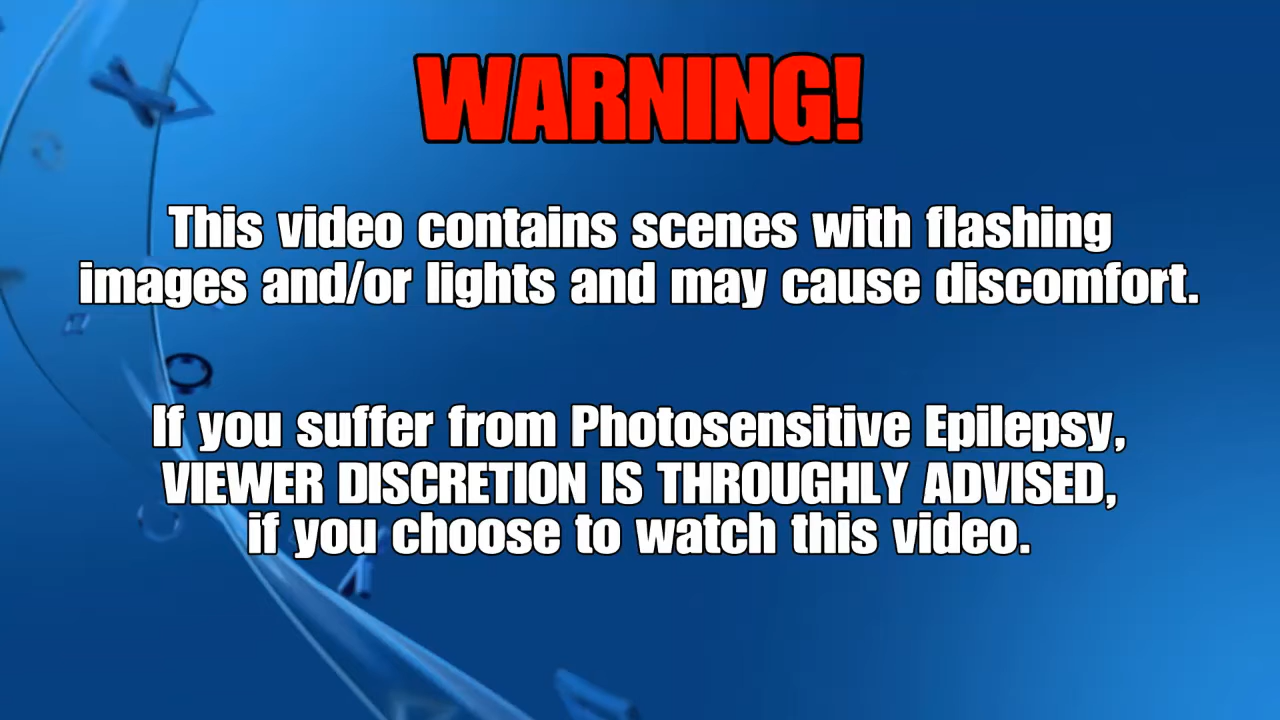 WARNING!
This video contains scenes with flashing
images and/or lights and may cause discomfort.
If you suffer from Photosensitive Epilepsy,
VIEWER DISCRETION IS THROUGHLY ADVISED,
if you choose to watch this video.